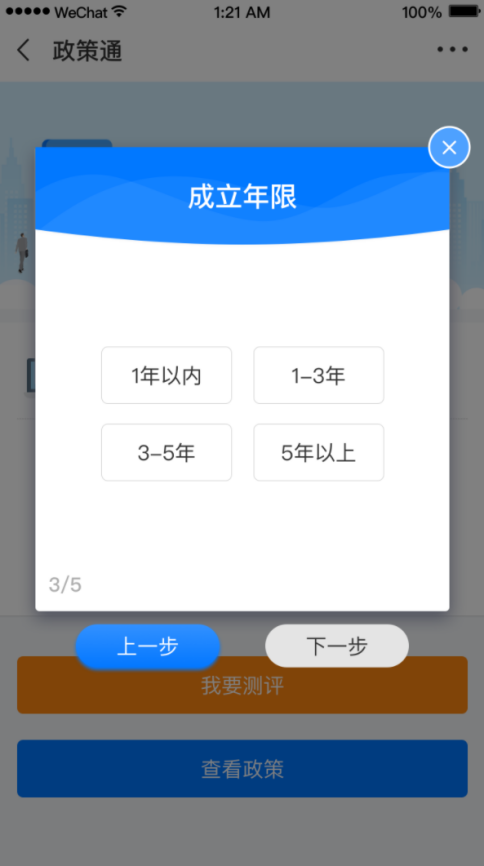 WeChat 1:21 AM 100%
政策通
成立年限
1年以内 1-3年
3-5年 5年以上
3/5
上一步 下一步
我要测评
查看政策